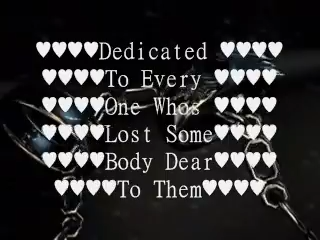 ♥♥♥♥Dedicated ♥♥♥♥
♥♥♥♥To Every ♥♥♥♥
♥♥♥♥One Whos ♥♥♥♥
♥♥♥♥Lost Some♥♥♥♥
♥♥♥♥Body Dear♥♥♥♥
♥♥♥♥To Them♥♥♥♥